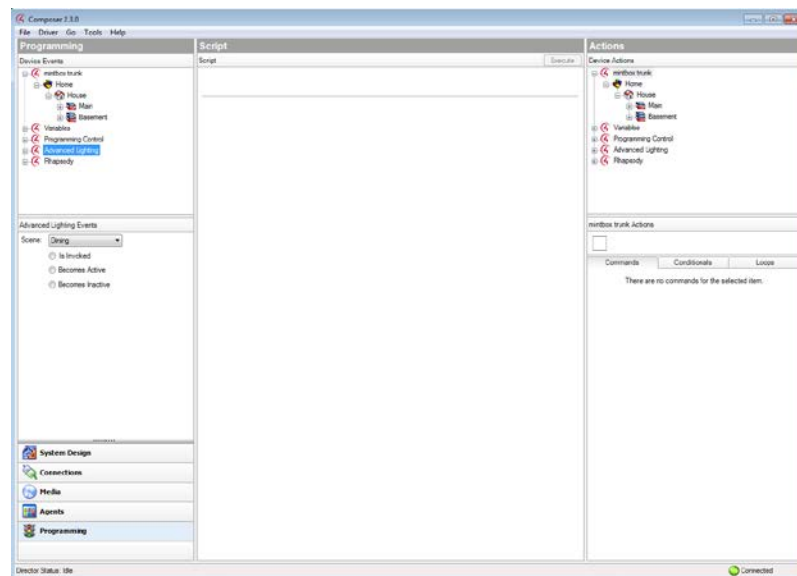 Composer 2.3.0
File Driver Go Tools Help
Programming
Device Events
mintbox trunk
Home
House
Main
Basement
Variables
Programming Control
Advanced Lighting
Rhapsody
Advanced Lighting Events
Scene: Dining
Is Invoked
Becomes Active
Becomes Inactive
System Design
Connections
Media
Agents
Programming
Script
Script
Execute
Actions
Device Actions
mintbox trunk
Home
House
Main
Basement
Variables
Programming Control
Advanced Lighting
Rhapsody
mintbox trunk Actions
Commands Conditionals Loops
There are no commands for the selected item.
Director Status: Idle
Connected